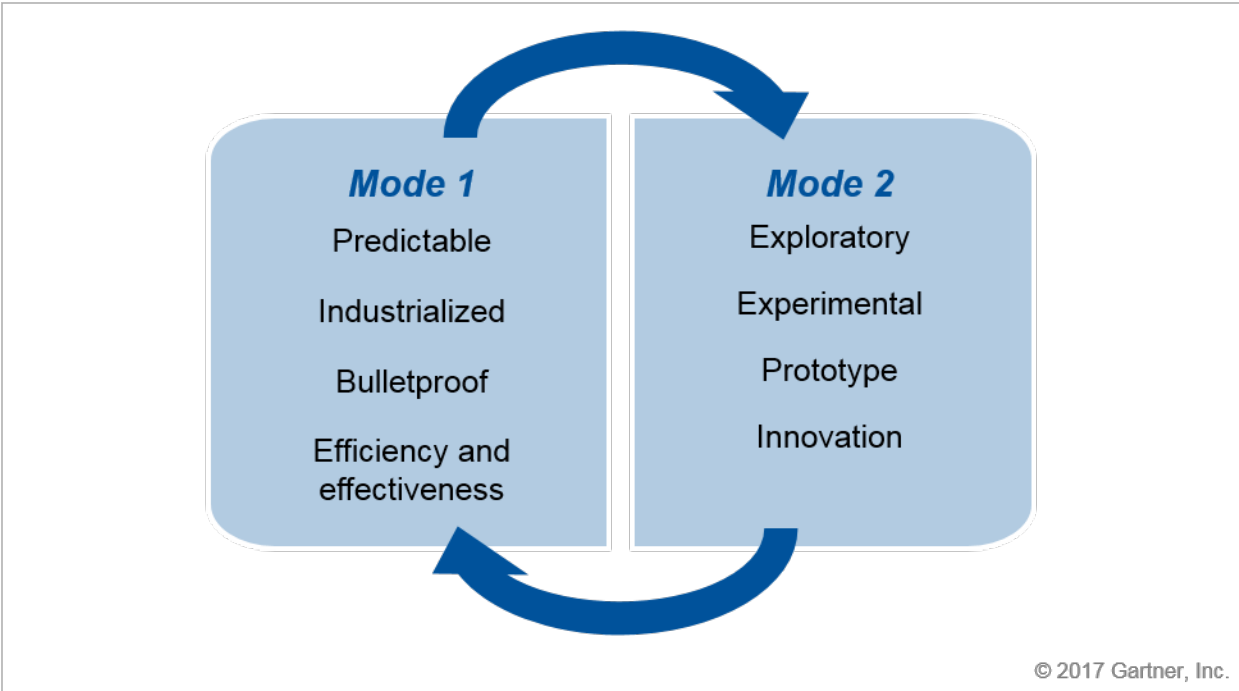 Mode 1
Predictable
Industrialized
Bulletproof
Efficiency and
effectiveness
Mode 2
Exploratory
Experimental
Prototype
Innovation
© 2017 Gartner, Inc.